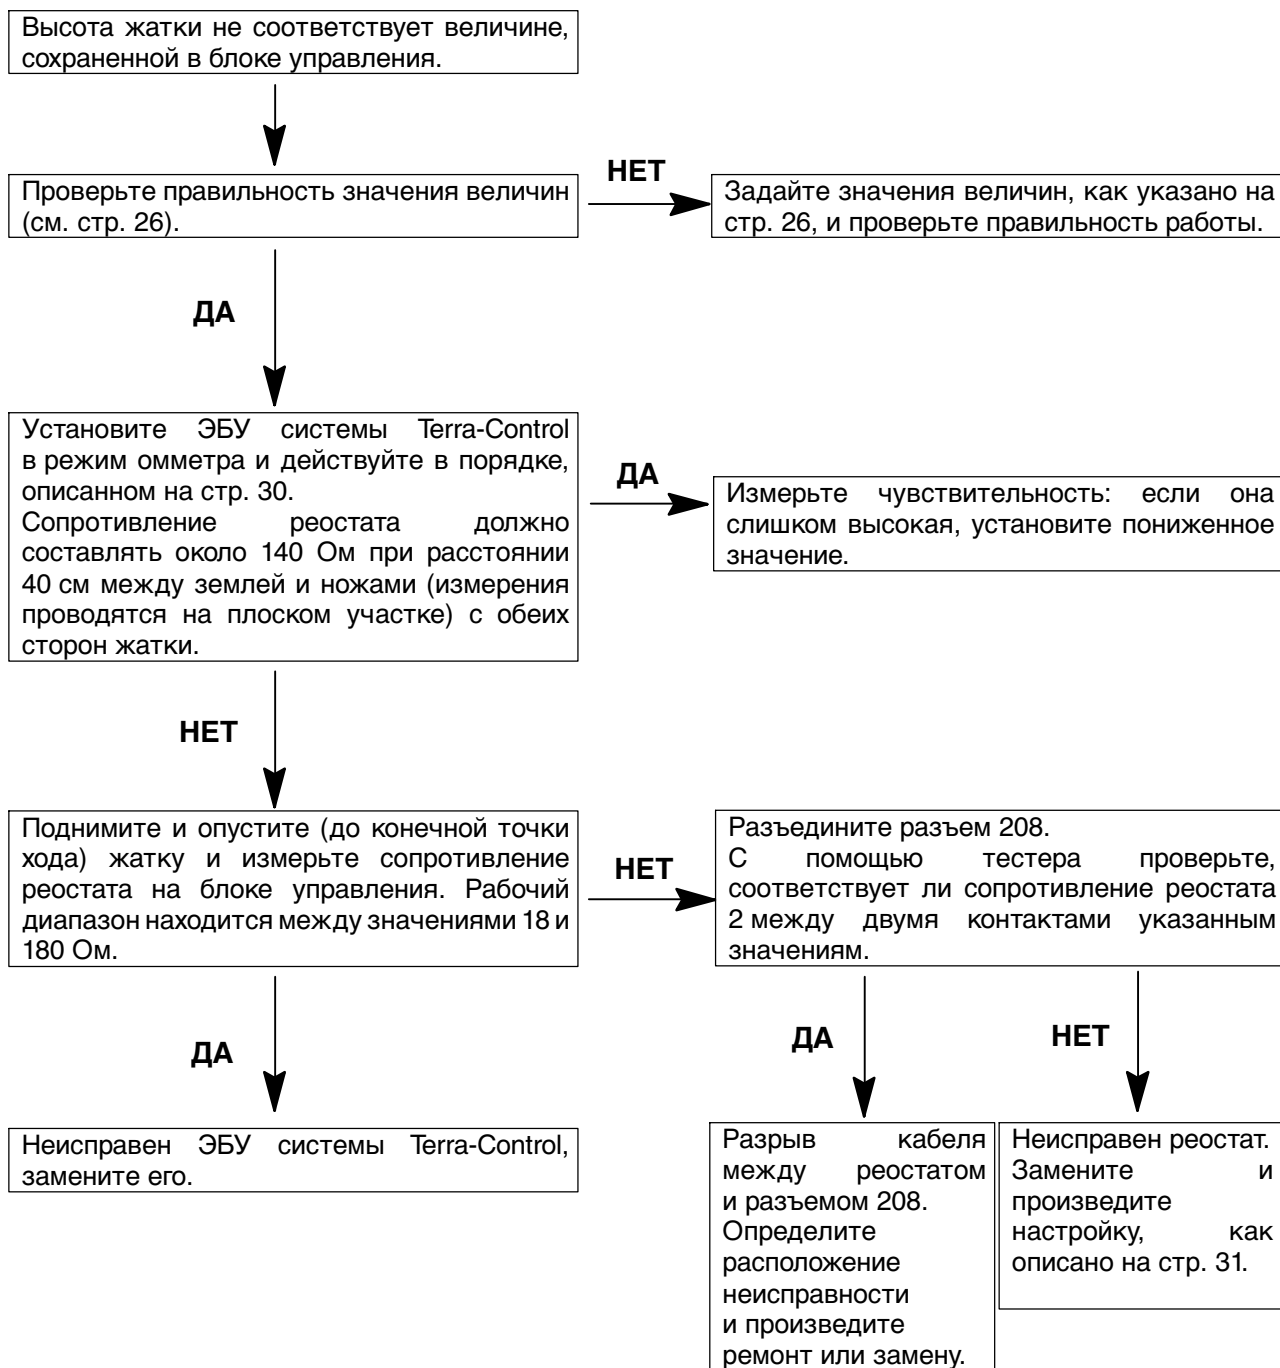 Высота жатки не соответствует величине,
сохраненной в блоке управления.
Проверьте правильность значения величин
(см. стр. 26).
НЕТ
Задайте значения величин, как указано на
стр. 26, и проверьте правильность работы.
ДА
Установите ЭБУ системы Terra-Control
в режим омметра и действуйте в порядке,
описанном на стр. 30.
Сопротивление реостата должно
составлять около 140 Ом при расстоянии
40 см между землей и ножами (измерения
проводятся на плоском участке) с обеих
сторон жатки.
ДА
Измерьте чувствительность: если она
слишком высокая, установите пониженное
значение.
НЕТ
Поднимите и опустите (до конечной точки
хода) жатку и измерьте сопротивление
реостата на блоке управления. Рабочий
диапазон находится между значениями 18 и
180 Ом.
НЕТ
Разъедините разъем 208.
С помощью тестера проверьте,
соответствует ли сопротивление реостата
2 между двумя контактами указанным
значениям.
ДА
Неисправен ЭБУ системы Terra-Control,
замените его.
ДА
Разрыв кабеля
между реостатом
и разъемом 208.
Определите
расположение
неисправности
и произведите
ремонт или замену.
НЕТ
Неисправен реостат.
Замените и
произведите
настройку, как
описано на стр. 31.